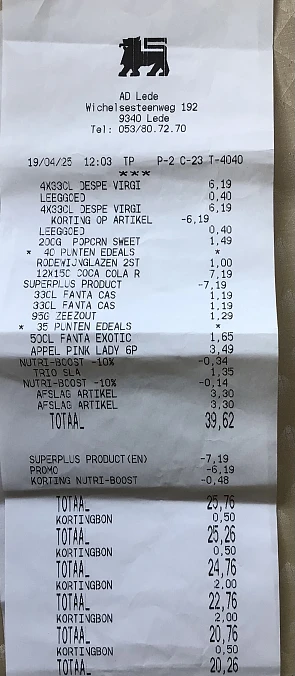 AD Lede
Wichelsesteenweg 192
9340 Lede
Tel: 053/80.72.70
19/04/25 12:03 TP P-2 C-23 T-4040
***
4X33CL DESPE VIRGI 6,19
LEEGGOED 0,40
4X33CL DESPE VIRGI 6,19
KORTING OP ARTIKEL -6,19
LEEGGOED 0,40
200G POPCORN SWEET 1,49
* 40 PUNTEN EDEALS *
RODEWIJNGLAZEN 2ST 1,00
12X15C COCA COLA R 7,19
SUPERPLUS PRODUCT -7,19
33CL FANTA CAS 1,19
33CL FANTA CAS 1,19
95G ZEEZOUT 1,29
* 35 PUNTEN EDEALS *
50CL FANTA EXOTIC 1,65
APPEL PINK LADY 6P 3,49
NUTRI-BOOST -10% -0,34
TRIO SLA 1,35
NUTRI-BOOST -10% -0,14
AFSLAG ARTIKEL 3,30
AFSLAG ARTIKEL 3,30
TOTAAL 39,62
SUPERPLUS PRODUCT(EN) -7,19
PROMO -6,19
KORTING NUTRI-BOOST -0,48
TOTAAL 25,76
KORTINGBON 0,50
TOTAAL 25,26
KORTINGBON 0,50
TOTAAL 24,76
KORTINGBON 2,00
TOTAAL 22,76
KORTINGBON 2,00
TOTAAL 20,76
KORTINGBON 0,50
TOTAAL 20,26